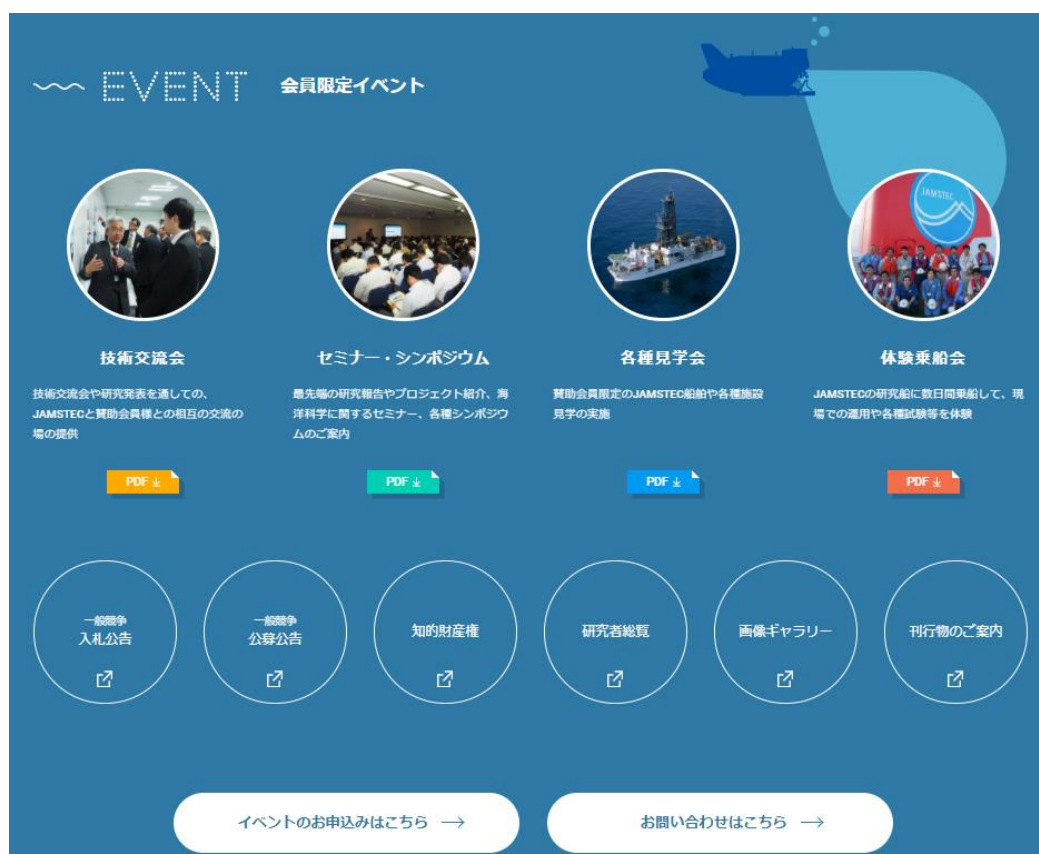 EVENT 会員限定イベント
JAMSTEC
技術交流会
技術交流会や研究発表を通しての、
JAMSTECと賛助会員様との相互の交流の
場の提供
PDF
セミナー・シンポジウム
最先端の研究報告やプロジェクト紹介、海
洋科学に関するセミナー、各種シンポジウ
ムのご案内
PDF
各種見学会
賛助会員限定のJAMSTEC船舶や各種施設
見学の実施
PDF
体験乗船会
JAMSTECの研究船に数日間乗船して、現
場での運用や各種試験等を体験
PDF
一般競争
入札公告
一般競争
公募公告
知的財産権
研究者総覧
画像ギャラリー
刊行物のご案内
イベントのお申込みはこちら →
お問い合わせはこちら →